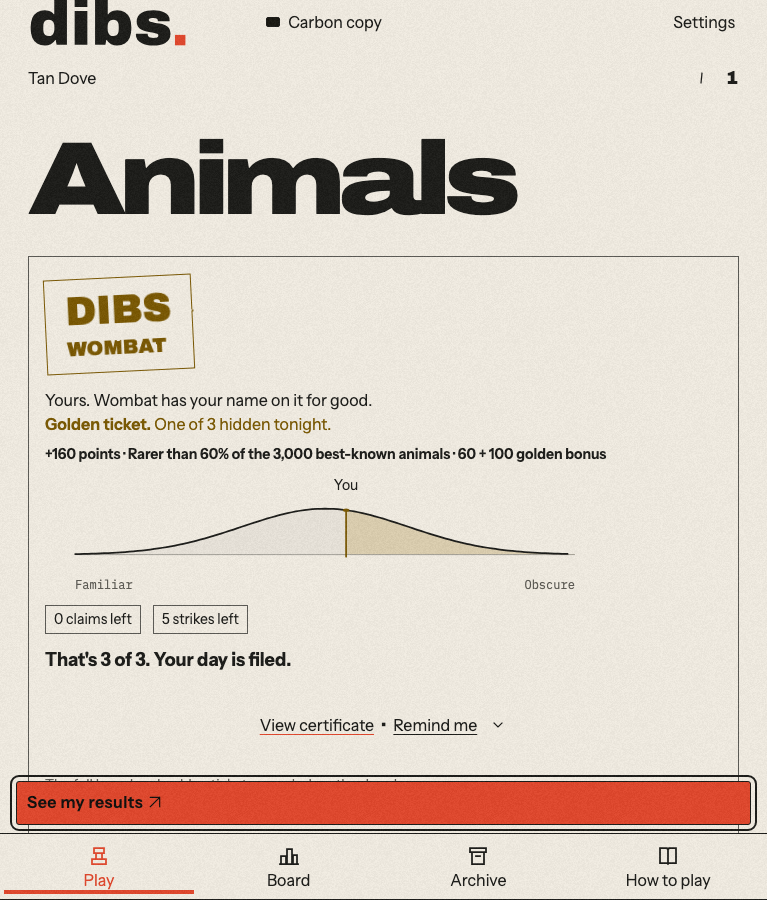 dibs.
Carbon copy
Settings
Tan Dove
1
Animals
DIBS
WOMBAT
Yours. Wombat has your name on it for good.
Golden ticket. One of 3 hidden tonight.
+160 points · Rarer than 60% of the 3,000 best-known animals · 60 + 100 golden bonus
You
Familiar
Obscure
0 claims left
5 strikes left
That's 3 of 3. Your day is filed.
View certificate · Remind me
See my results
Play
Board
Archive
How to play